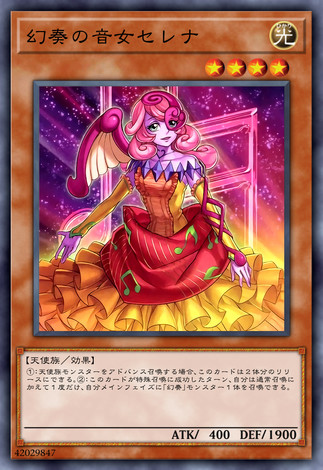 幻奏の音女セレナ
光
【天使族／効果】
①:天使族モンスターをアドバンス召喚する場合、このカードは２体分のリリ
ースにできる。②:このカードが特殊召喚に成功したターン、自分は通常召喚に
加えて１度だけ、自分メインフェイズに「幻奏」モンスター１体を召喚できる。
ATK/ 400 DEF/1900
42029847